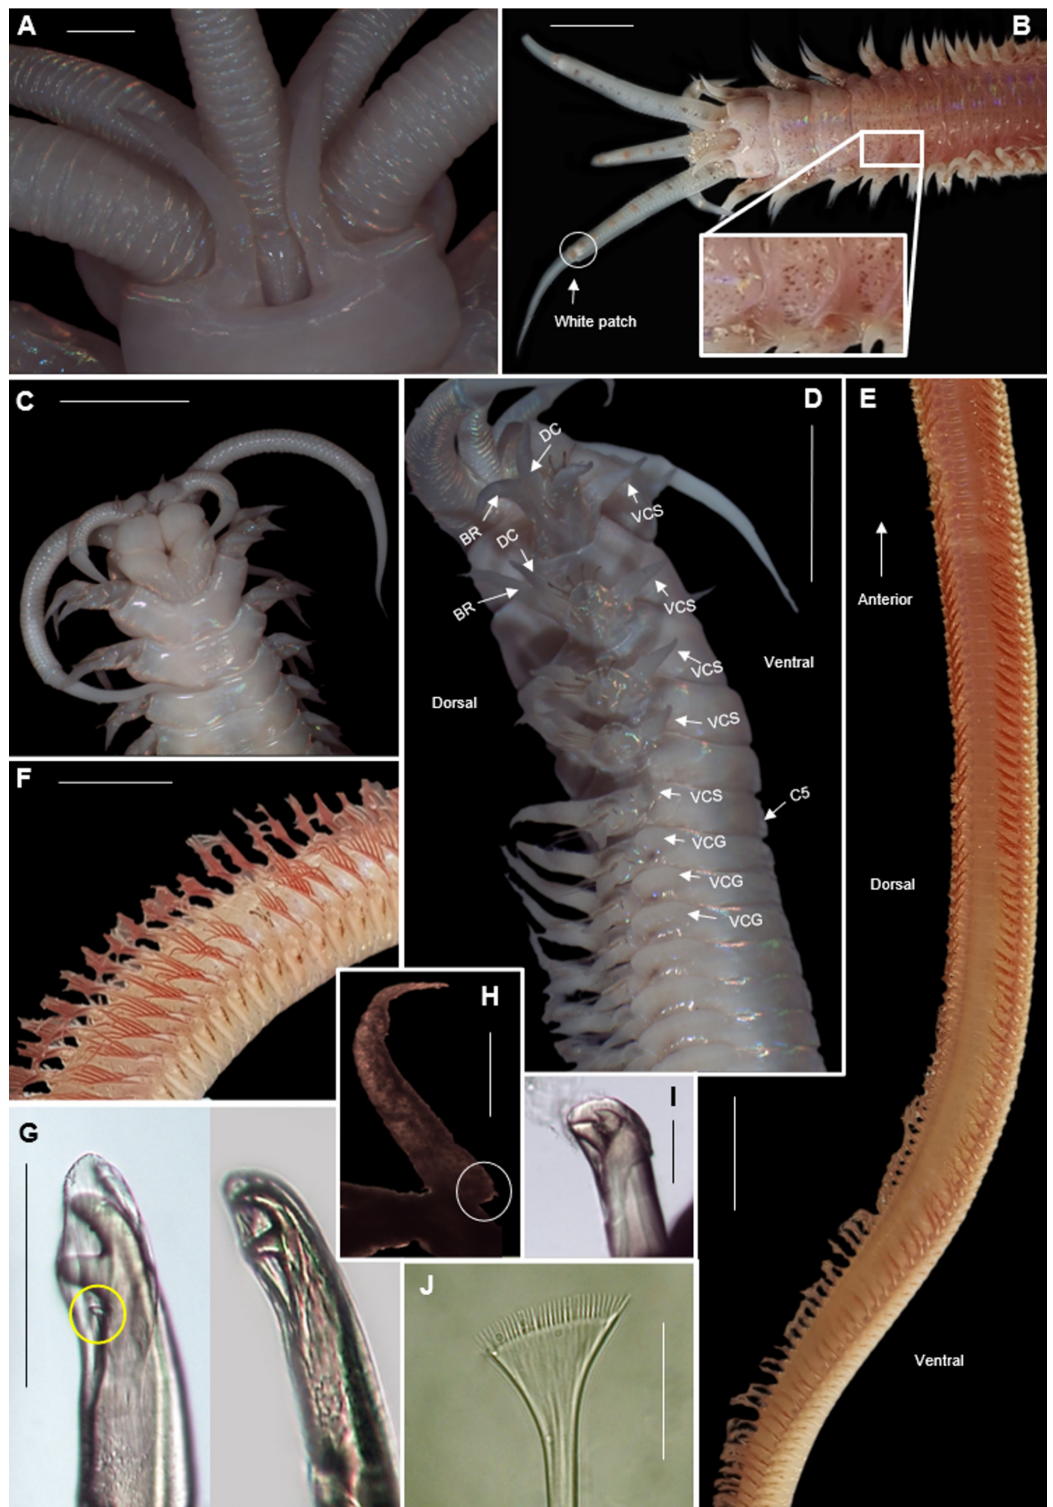 A
B
White patch
C
D
DC
BR
VCS
DC
BR
VCS
VCS
Ventral
Dorsal
VCS
VCS
C5
VCG
VCG
VCG
E
Anterior
Dorsal
Ventral
F
G
H
I
J